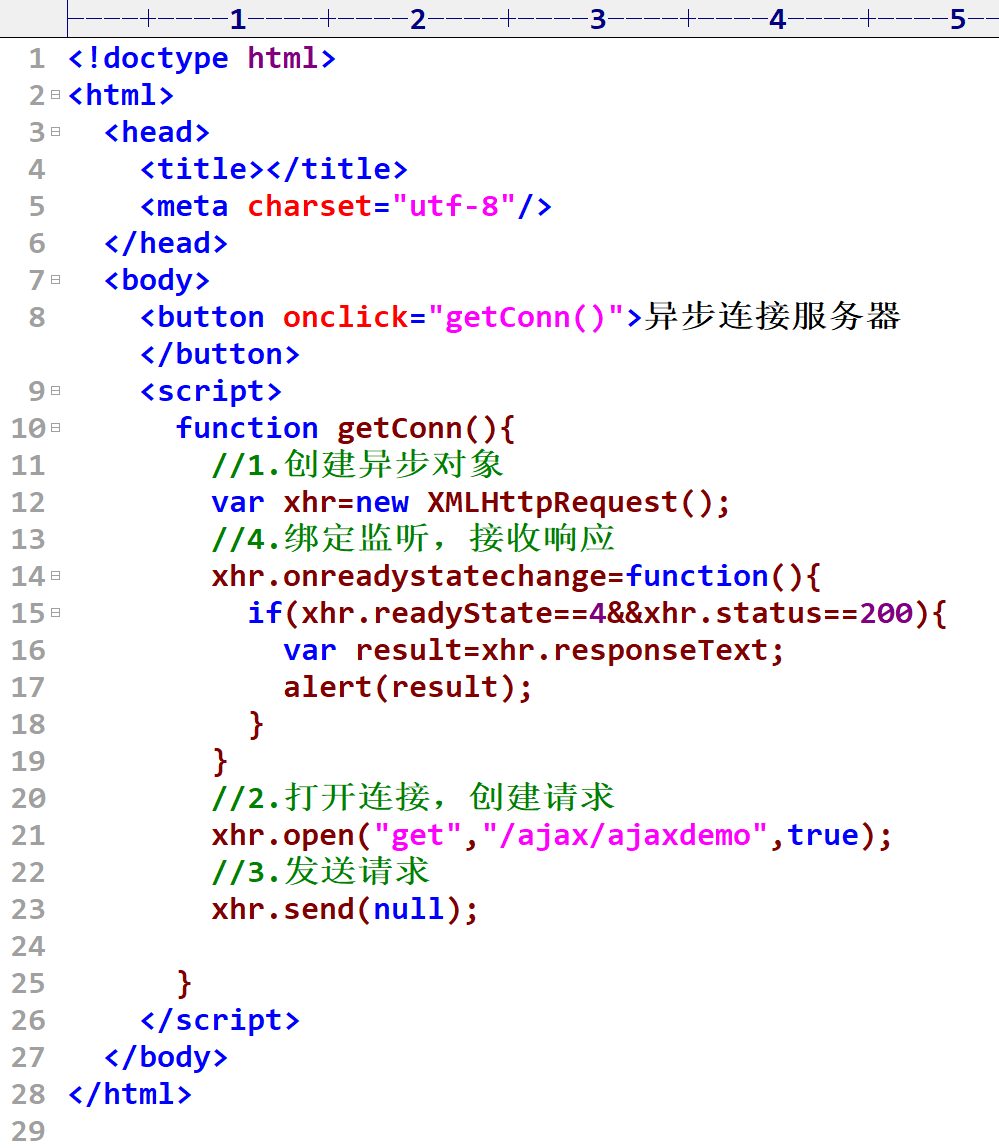 1 2 3 4 5
1 <!doctype html>
2 <html>
3 <head>
4 <title></title>
5 <meta charset="utf-8"/>
6 </head>
7 <body>
8 <button onclick="getConn()">异步连接服务器
</button>
9 <script>
10 function getConn(){
11 //1.创建异步对象
12 var xhr=new XMLHttpRequest();
13 //4.绑定监听，接收响应
14 xhr.onreadystatechange=function(){
15 if(xhr.readyState==4&&xhr.status==200){
16 var result=xhr.responseText;
17 alert(result);
18 }
19 }
20 //2.打开连接，创建请求
21 xhr.open("get","/ajax/ajaxdemo",true);
22 //3.发送请求
23 xhr.send(null);
24
25 }
26 </script>
27 </body>
28 </html>
29